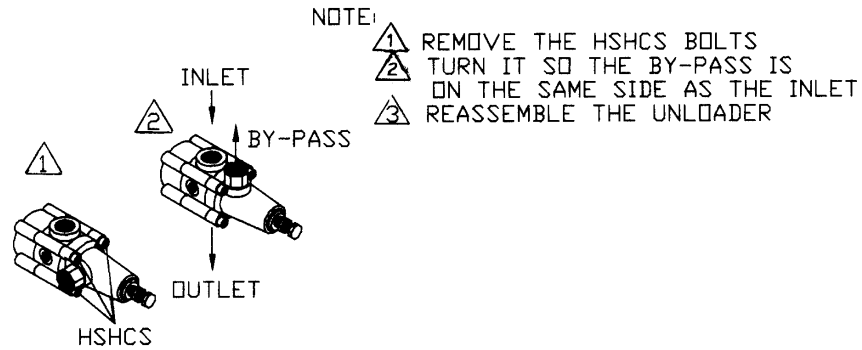 NOTE:
1 REMOVE THE HSHCS BOLTS
2 TURN IT SO THE BY-PASS IS
ON THE SAME SIDE AS THE INLET
3 REASSEMBLE THE UNLOADER
INLET
2
BY-PASS
1
OUTLET
HSHCS